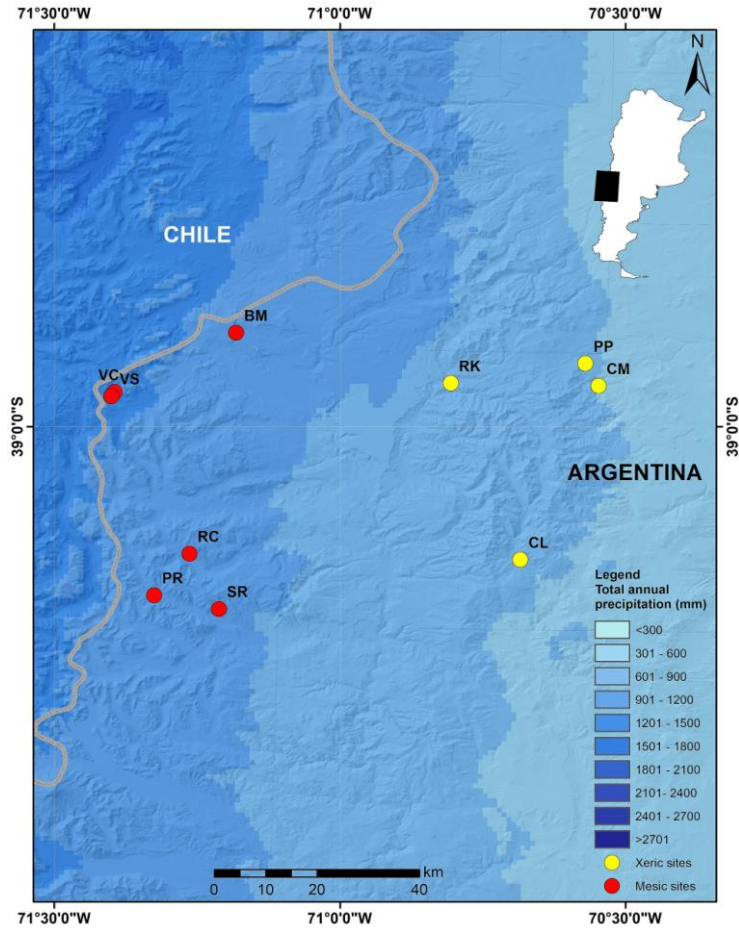 71°30'0"W 71°0'0"W 70°30'0"W
N
CHILE
BM
PP
RK
CM
VC VS
39°0'0"S 39°0'0"S
ARGENTINA
RC
CL
PR
SR
Legend
Total annual
precipitation (mm)
<300
301 - 600
601 - 900
901 - 1200
1201 - 1500
1501 - 1800
1801 - 2100
2101- 2400
2401 - 2700
>2701
Xeric sites
Mesic sites
km
0 10 20 40
71°30'0"W 71°0'0"W 70°30'0"W